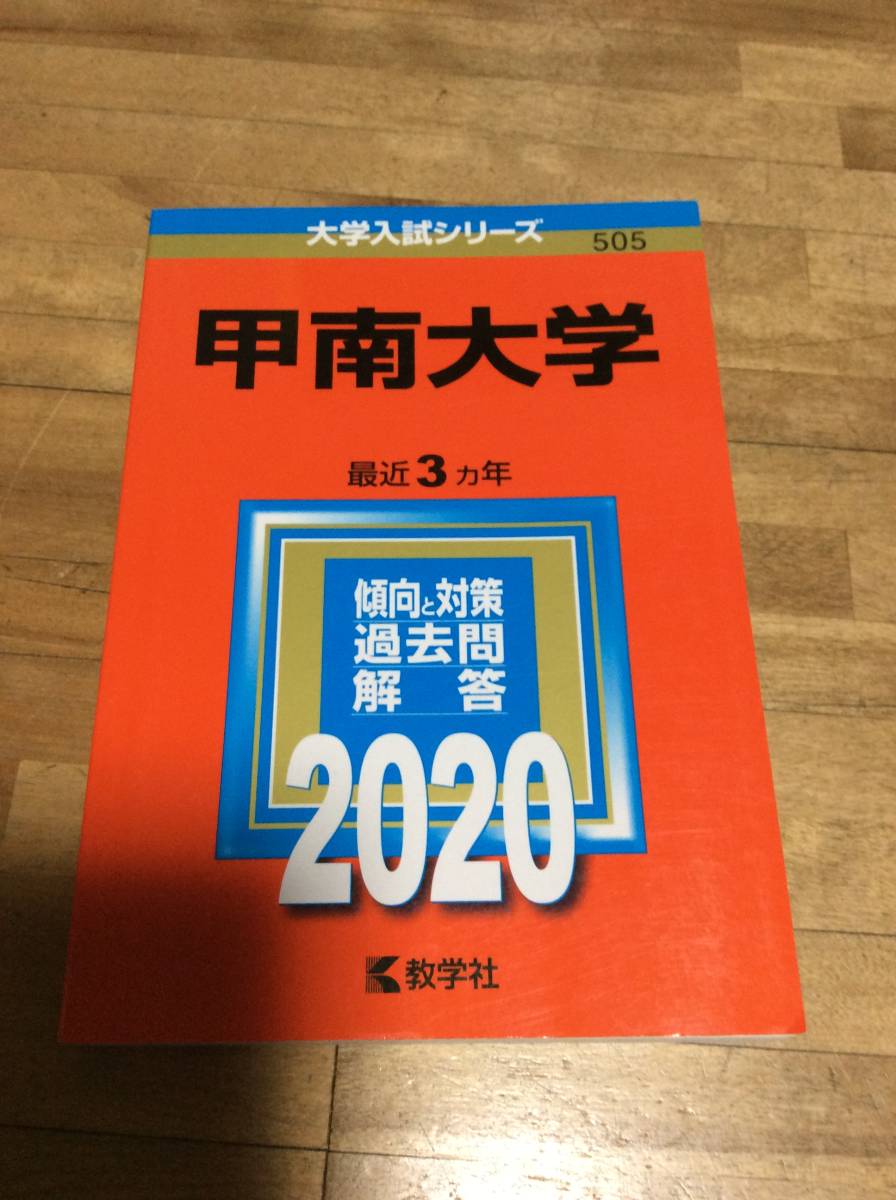 大学入試シリーズ
505
甲南大学
最近3ヵ年
傾向と対策
過去問
解答
2020
教学社